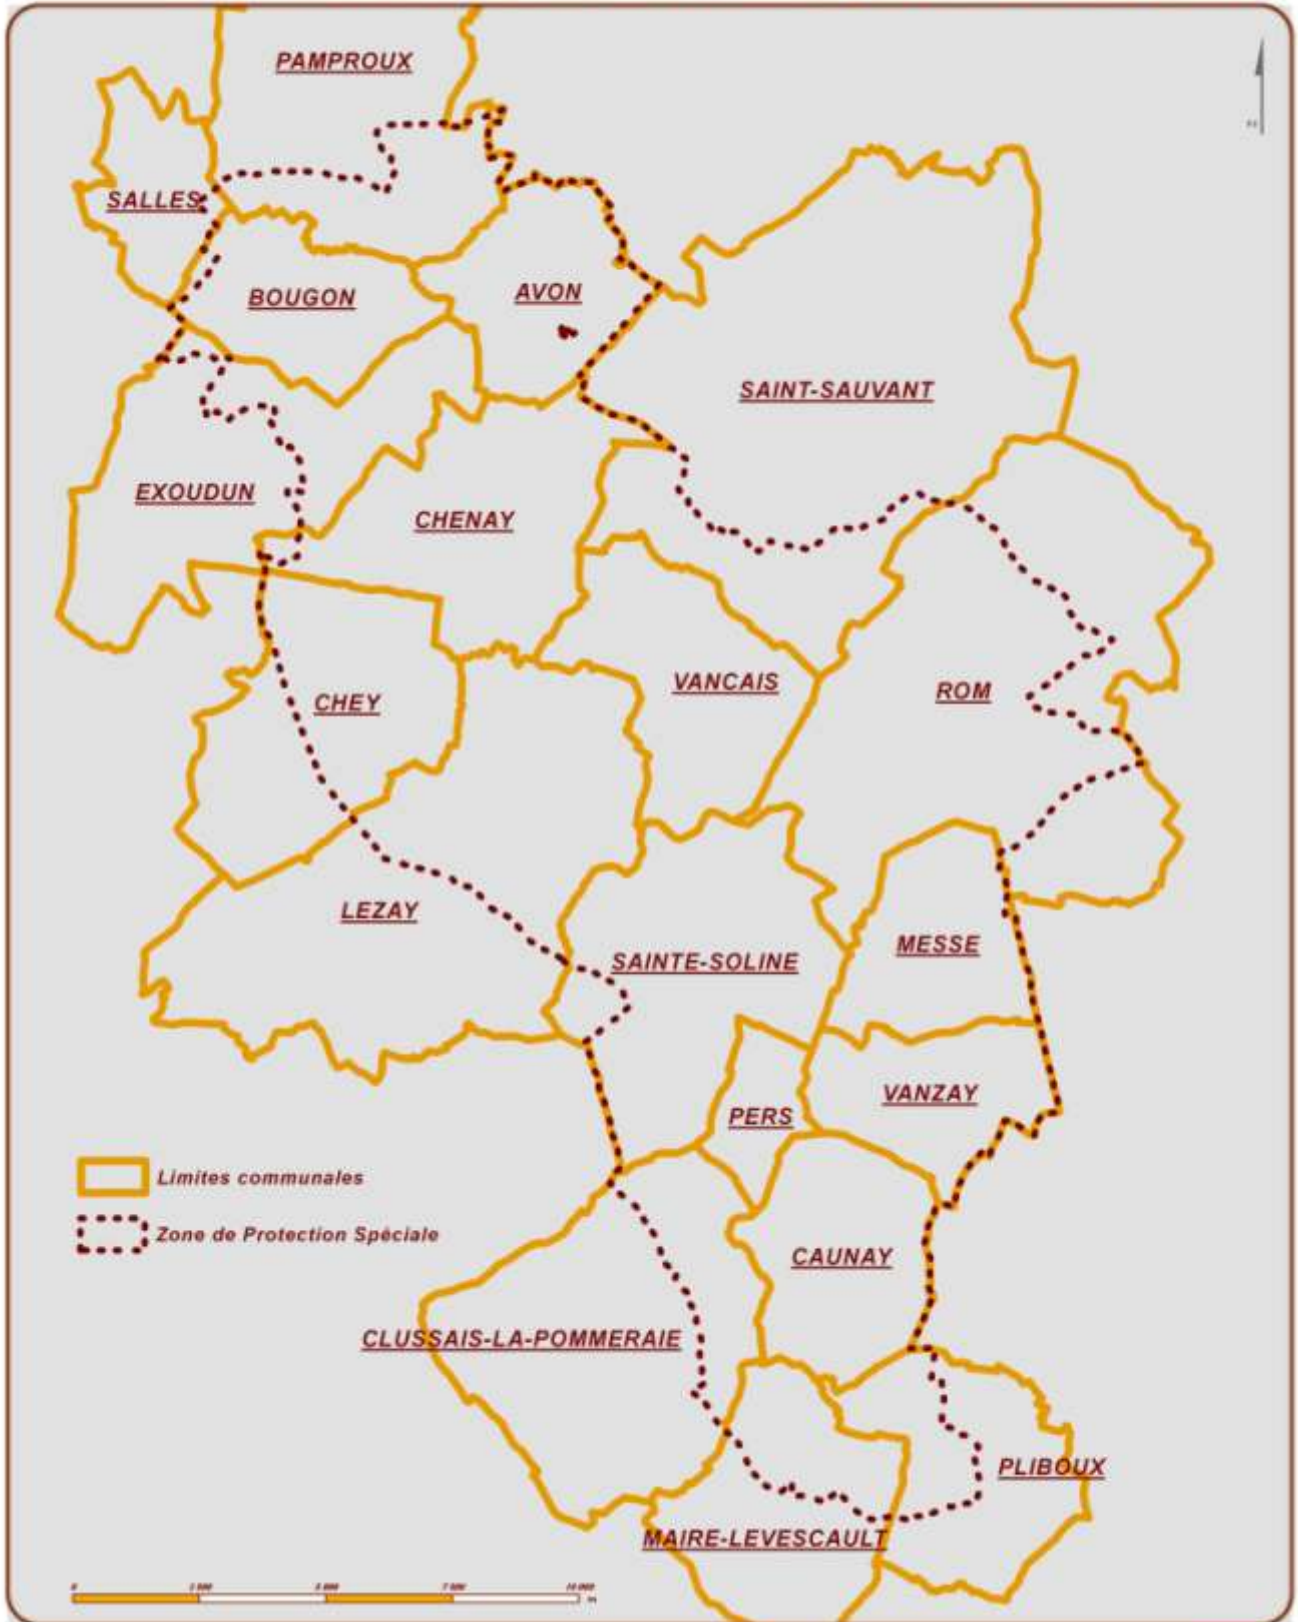 PAMPROUX
SALLES
BOUGON
AVON
SAINT-SAUVANT
EXOUDUN
CHENAY
VANCAIS
ROM
CHEY
LEZAY
SAINTE-SOLINE
MESSE
VANZAY
PERS
Limites communales
Zone de Protection Spéciale
CAUNAY
CLUSSAIS-LA-POMMERAIE
PLIBOUX
MAIRE-LEVESCAULT
0